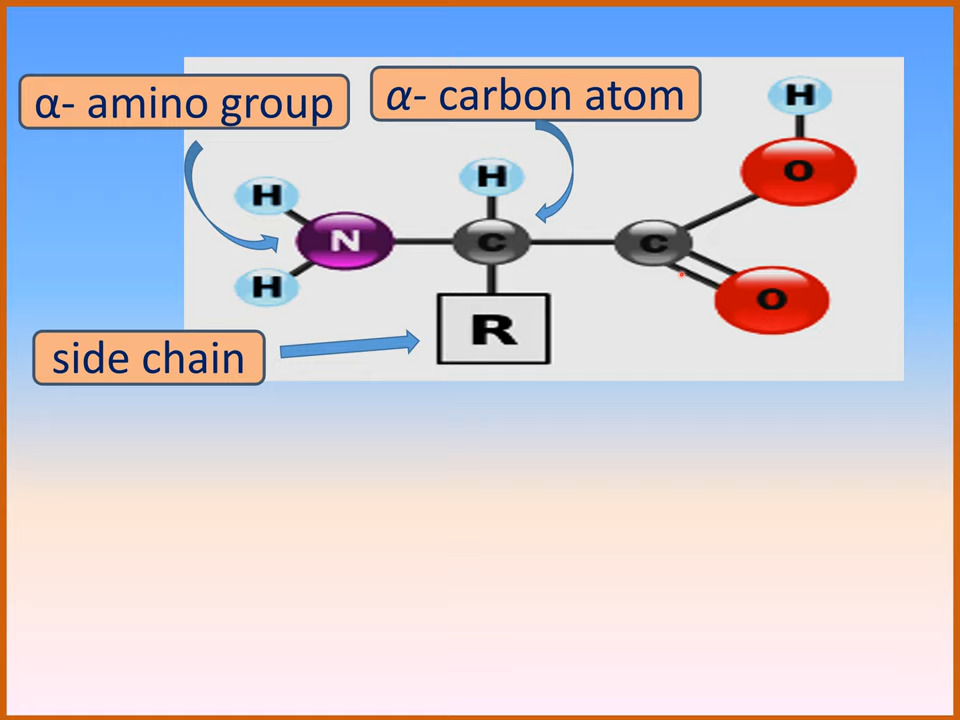 α- amino group
α- carbon atom
H
O
H
H
N
C
C
H
O
R
side chain